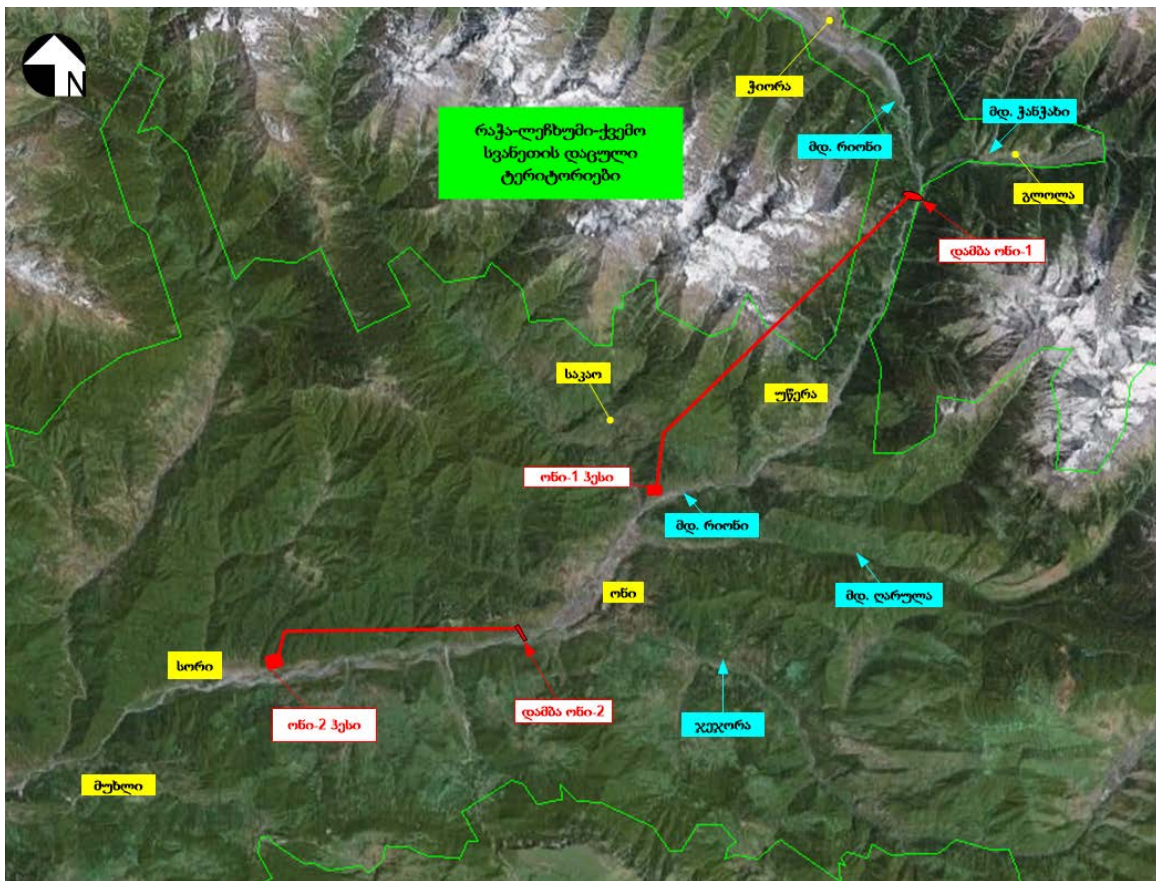 N
ჭიორა
რაჭა-ლეჩხუმი-ქვემო
სვანეთის დაცული
ტერიტორიები
მდ. ჭანჭახი
მდ. რიონი
გლოლა
დამბა ონი-1
საკაო
უწერა
ონი-1 ჰესი
მდ. რიონი
ონი
მდ. ღარულა
სორი
ონი-2 ჰესი
დამბა ონი-2
ჯეჯორა
მუხლი